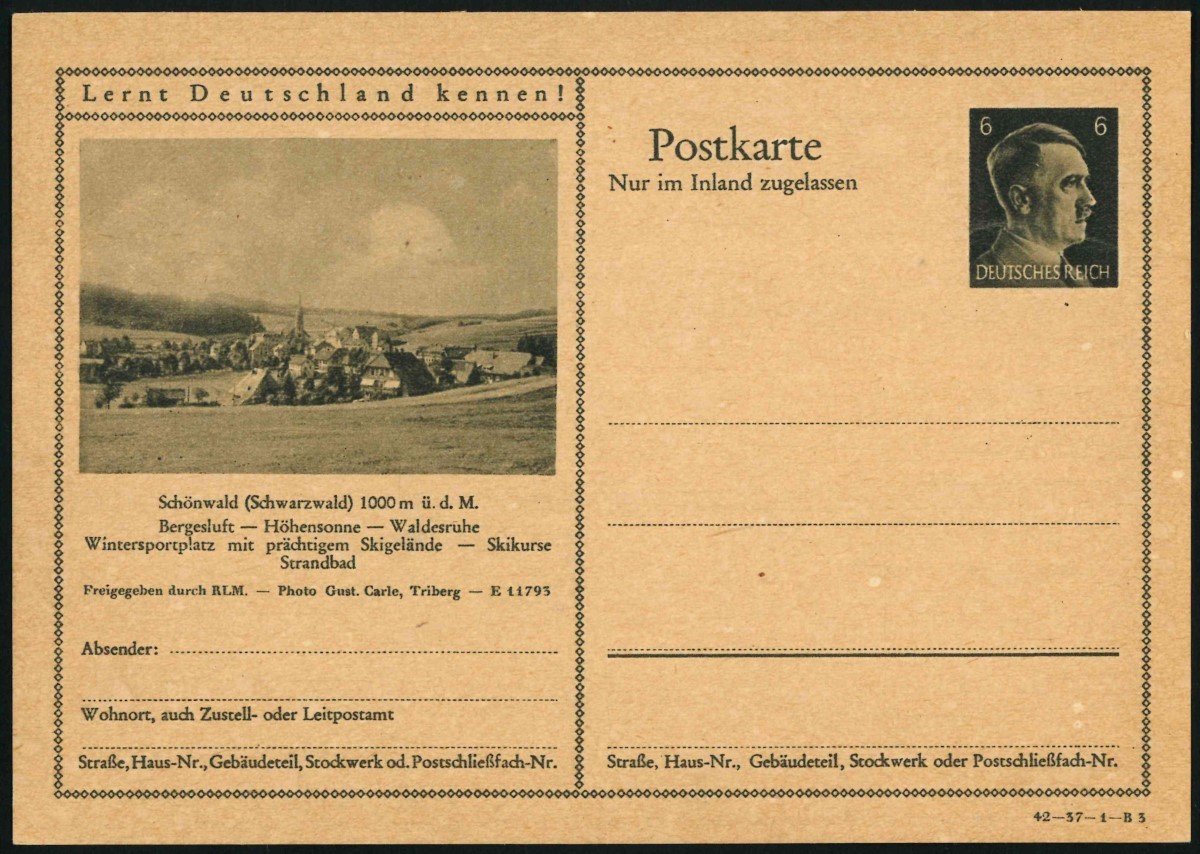 Lernt Deutschland kennen!
Schönwald (Schwarzwald) 1000 m ü. d. M.
Bergesluft — Höhensonne — Waldesruhe
Wintersportplatz mit prächtigem Skigelände — Skikurse
Strandbad
Freigegeben durch RLM. — Photo Gust. Carle, Triberg — E 11793
Absender:
Wohnort, auch Zustell- oder Leitpostamt
Straße, Haus-Nr., Gebäudeteil, Stockwerk od. Postschließfach-Nr.
Postkarte
Nur im Inland zugelassen
6 6
DEUTSCHES REICH
Straße, Haus-Nr., Gebäudeteil, Stockwerk oder Postschließfach-Nr.
42—37—1—B 3